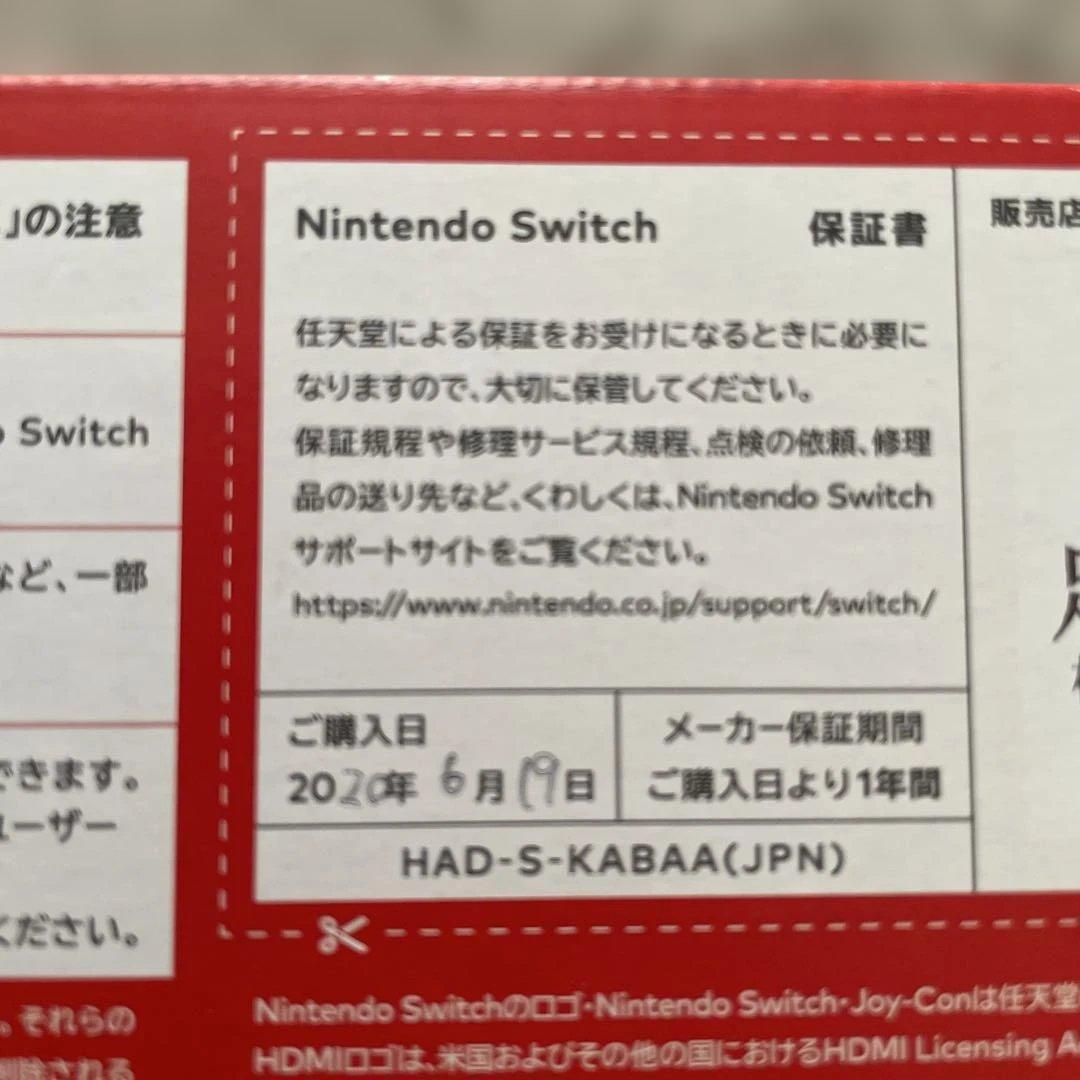 」の注意
Switch
など、一部
できます。
ユーザー
ください。
Nintendo Switch 保証書
任天堂による保証をお受けになるときに必要に
なりますので、大切に保管してください。
保証規程や修理サービス規程、点検の依頼、修理
品の送り先など、くわしくは、Nintendo Switch
サポートサイトをご覧ください。
https://www.nintendo.co.jp/support/switch/
ご購入日
2020年 6月19日
メーカー保証期間
ご購入日より1年間
HAD-S-KABAA(JPN)
販売店
。それらの
削除される
Nintendo Switchのロゴ・Nintendo Switch・Joy-Conは任天堂
HDMIロゴは、米国およびその他の国におけるHDMI Licensing